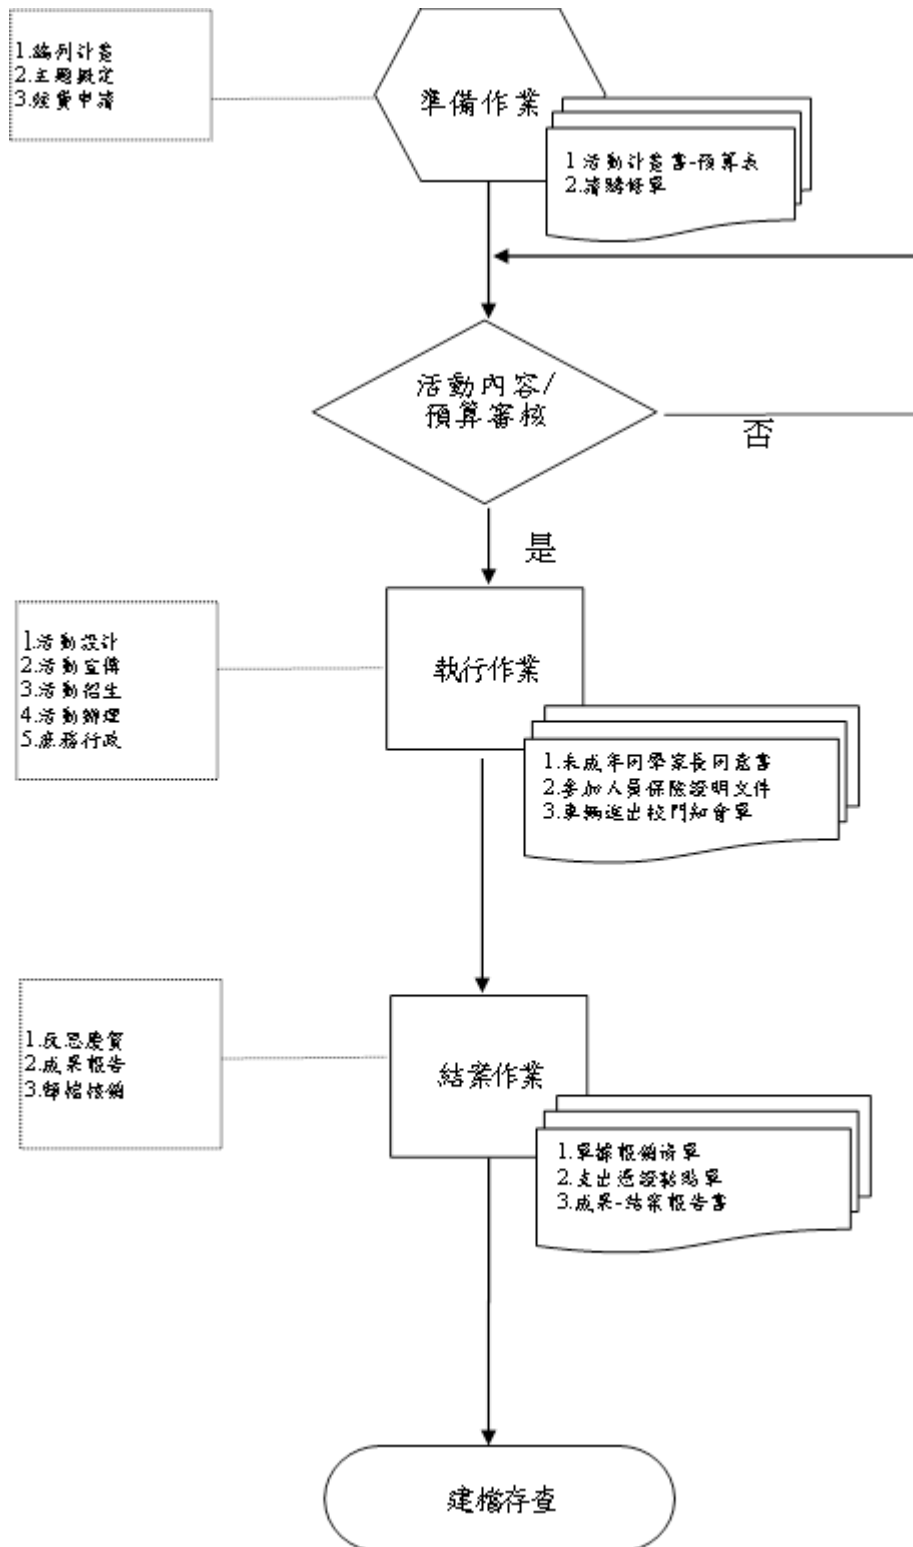 1.編列計畫
2.主題擬定
3.經費申請
準備作業
1 活動計畫書-預算表
2.請購修單
活動內容/
預算審核
否
是
1.活動設計
2.活動宣傳
3.活動招生
4.活動辦理
5.庶務行政
執行作業
1.未成年同學家長同意書
2.參加人員保險證明文件
3.車輛進出校門知會單
1.反思慶賀
2.成果報告
3.歸檔核銷
結案作業
1.單據報銷清單
2.支出憑證黏貼單
3.成果-結案報告書
建檔存查